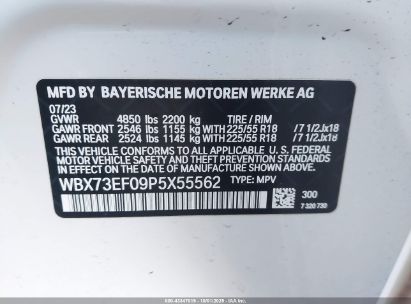 MFD BY BAYERISCHE MOTOREN WERKE AG
07/23
GVWR 4850 lbs 2200 kg TIRE / RIM
GAWR FRONT 2546 lbs 1155 kg WITH 225/55 R18 /7 1/2Jx18
GAWR REAR 2524 lbs 1145 kg WITH 225/55 R18 /7 1/2Jx18
THIS VEHICLE CONFORMS TO ALL APPLICABLE
FEDERAL MOTOR VEHICLE SAFETY, BUMPER, AND
THEFT PREVENTION STANDARDS IN EFFECT ON THE
DATE OF MANUFACTURE SHOWN ABOVE.
WBX73EF09P5X55562 TYPE: MPV
300
7 320 730